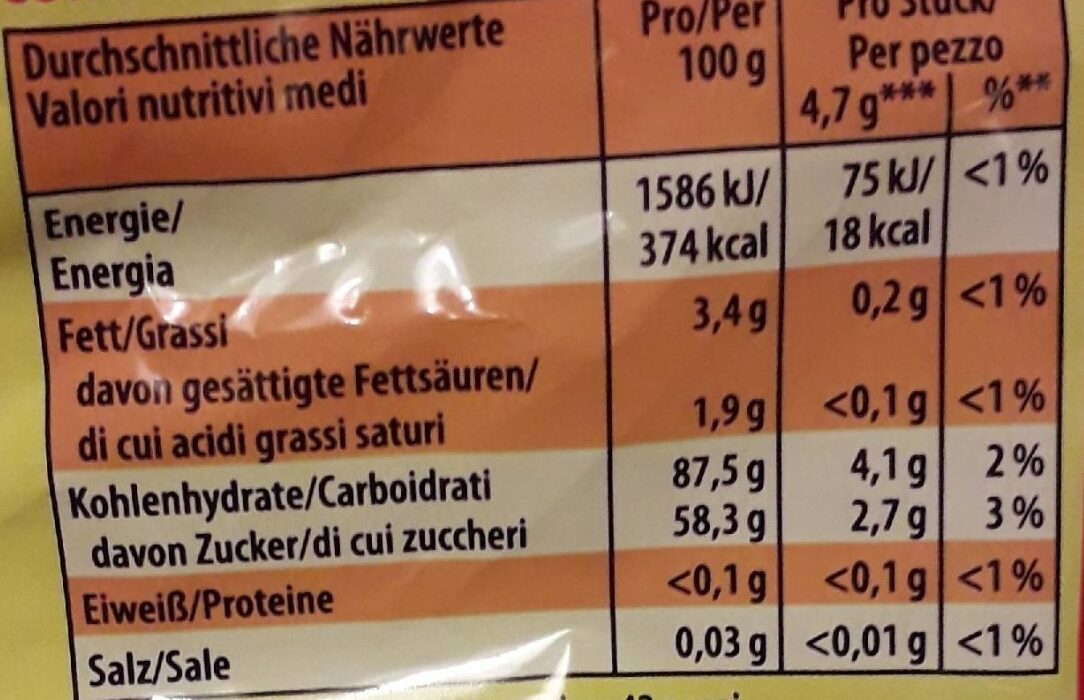 Durchschnittliche Nährwerte
Valori nutritivi medi
Pro/Per
100 g
Pro Stück/
Per pezzo
4,7 g*** %**
Energie/
Energia
1586 kJ/ 75 kJ/ <1%
374 kcal 18 kcal
Fett/Grassi 3,4 g 0,2 g <1%
davon gesättigte Fettsäuren/
di cui acidi grassi saturi 1,9 g <0,1 g <1%
Kohlenhydrate/Carboidrati 87,5 g 4,1 g 2%
davon Zucker/di cui zuccheri 58,3 g 2,7 g 3%
Eiweiß/Proteine <0,1 g <0,1 g <1%
Salz/Sale 0,03 g <0,01 g <1%